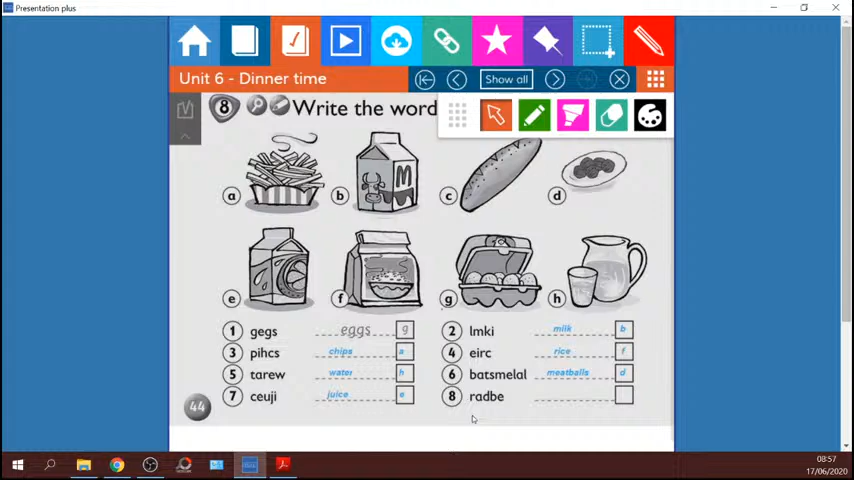 Presentation plus
Unit 6 - Dinner time
Show all
8 Write the word
a
b
M
c
d
e
f
g
h
1 gegs eggs g
2 lmki milk b
3 pihcs chips a
4 eirc rice f
5 tarew water h
6 batsmelal meatballs d
7 ceuji juice e
8 radbe
44
08:57
17/06/2020